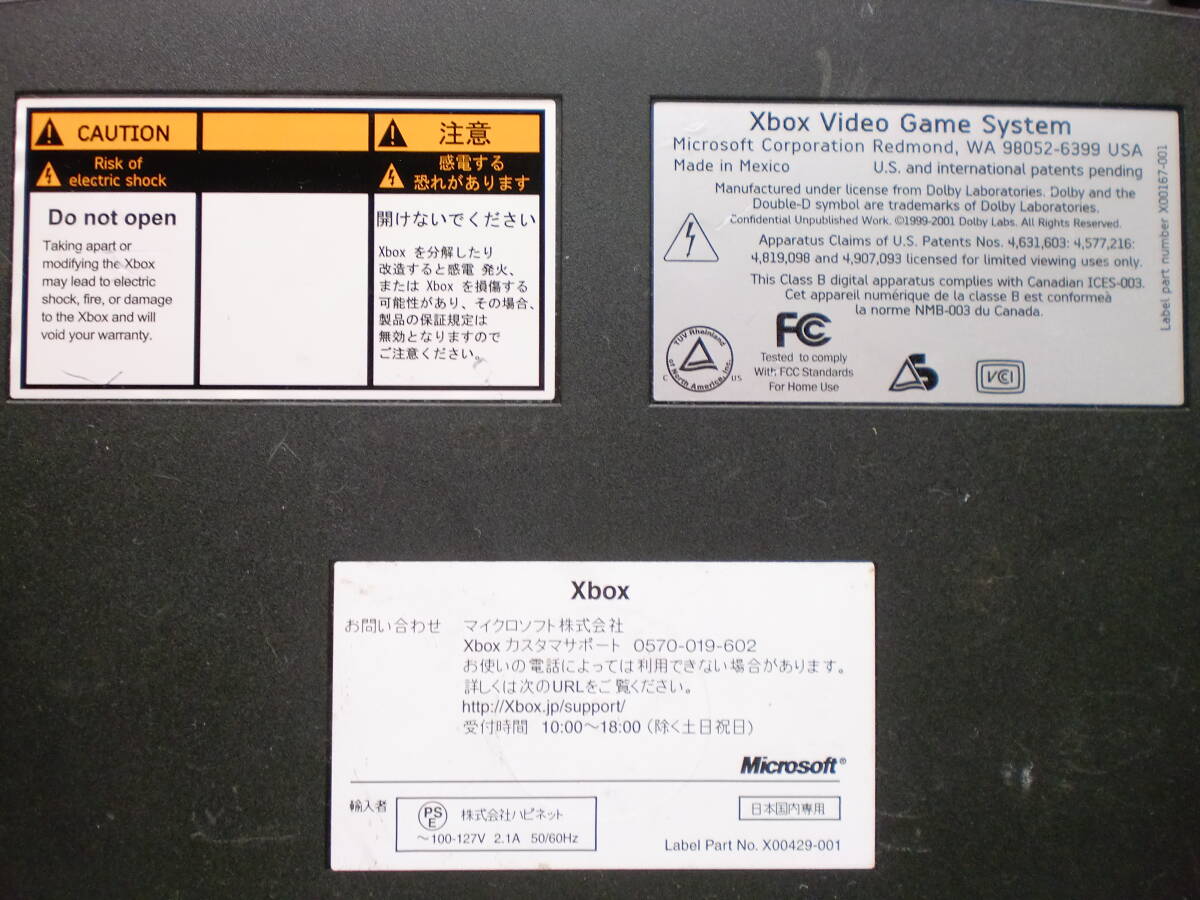 CAUTION
Risk of
electric shock
Do not open
Taking apart or
modifying the Xbox
may lead to electric
shock, fire, or damage
to the Xbox and will
void your warranty.
注意
感電する
恐れがあります
開けないでください
Xbox を分解したり
改造すると感電 発火、
または Xbox を損傷する
可能性があり、その場合、
製品の保証規定は
無効となりますので
ご注意ください。
Xbox Video Game System
Microsoft Corporation Redmond, WA 98052-6399 USA
Made in Mexico U.S. and international patents pending
Manufactured under license from Dolby Laboratories. Dolby and the
Double-D symbol are trademarks of Dolby Laboratories.
Confidential Unpublished Work. ©1999-2001 Dolby Labs. All Rights Reserved.
Apparatus Claims of U.S. Patents Nos. 4,631,603: 4,577,216:
4,819,098 and 4,907,093 licensed for limited viewing uses only.
This Class B digital apparatus complies with Canadian ICES-003.
Cet appareil numérique de la classe B est conformeà
la norme NMB-003 du Canada.
TUV Rheinland
of North America, Inc.
C US
FCC
Tested to comply
With FCC Standards
For Home Use
VCCI
Label part number X00167-001
Xbox
お問い合わせ マイクロソフト株式会社
Xbox カスタマサポート 0570-019-602
お使いの電話によっては利用できない場合があります。
詳しくは次のURLをご覧ください。
http://Xbox.jp/support/
受付時間 10:00～18:00 (除く土日祝日)
Microsoft®
輸入者 PSE 株式会社ハピネット
～100-127V 2.1A 50/60Hz
日本国内専用
Label Part No. X00429-001